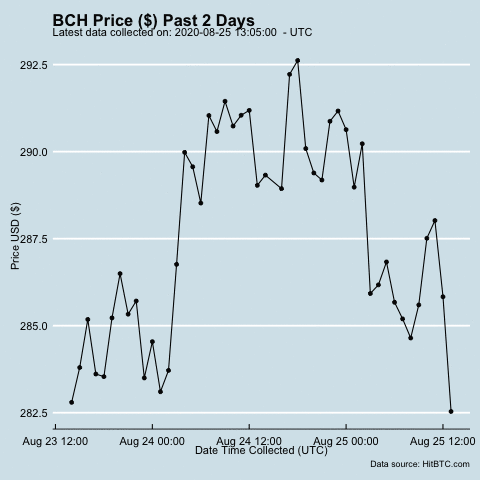 BCH Price ($) Past 2 Days
Latest data collected on: 2020-08-25 13:05:00 - UTC
292.5
290.0
287.5
285.0
282.5
Price USD ($)
Aug 23 12:00 Aug 24 00:00 Aug 24 12:00 Aug 25 00:00 Aug 25 12:00
Date Time Collected (UTC)
Data source: HitBTC.com